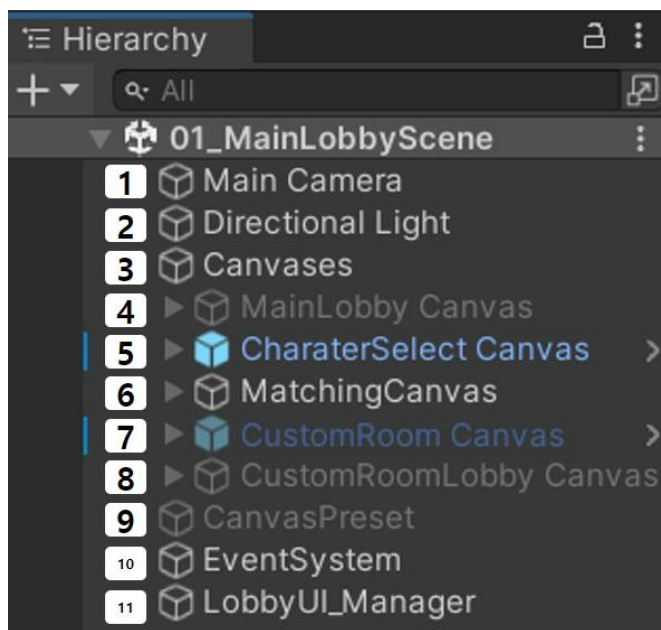 Hierarchy
All
01_MainLobbyScene
1 Main Camera
2 Directional Light
3 Canvases
4 MainLobby Canvas
5 CharaterSelect Canvas
6 MatchingCanvas
7 CustomRoom Canvas
8 CustomRoomLobby Canvas
9 CanvasPreset
10 EventSystem
11 LobbyUI_Manager